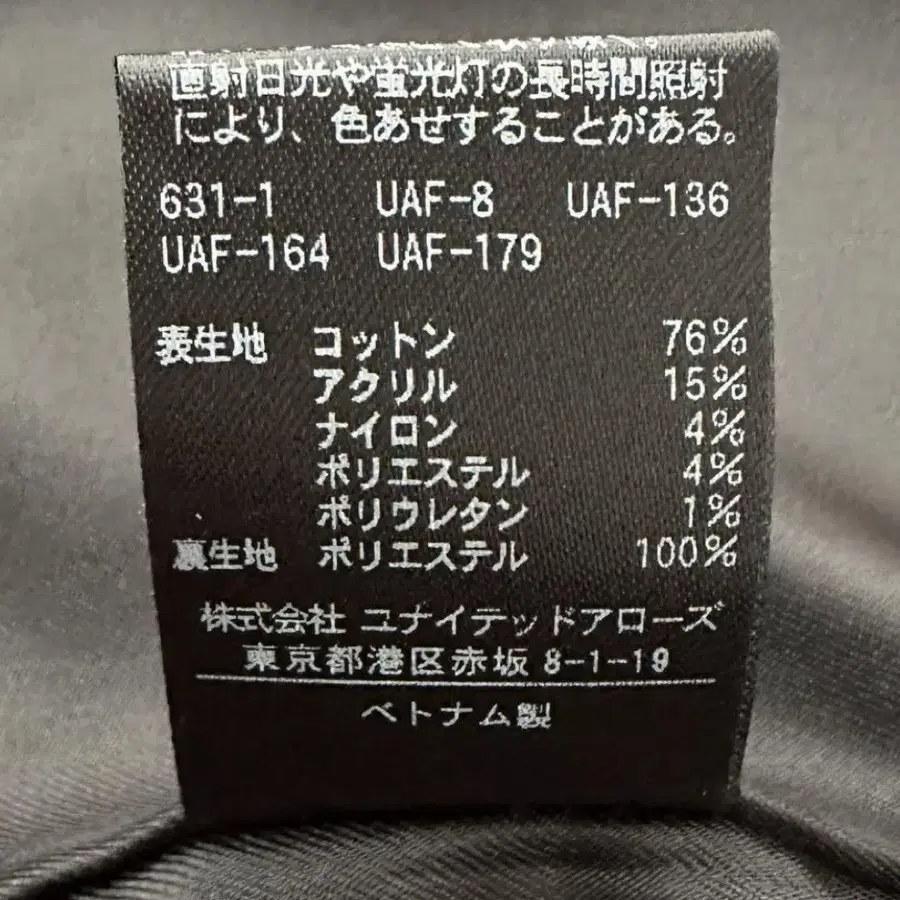 直射日光や蛍光灯の長時間照射
により、色あせすることがある。
631-1 UAF-8 UAF-136
UAF-164 UAF-179
表生地 コットン 76%
アクリル 15%
ナイロン 4%
ポリエステル 4%
ポリウレタン 1%
裏生地 ポリエステル 100%
株式会社 ユナイテッドアローズ
東京都港区赤坂 8-1-19
ベトナム製